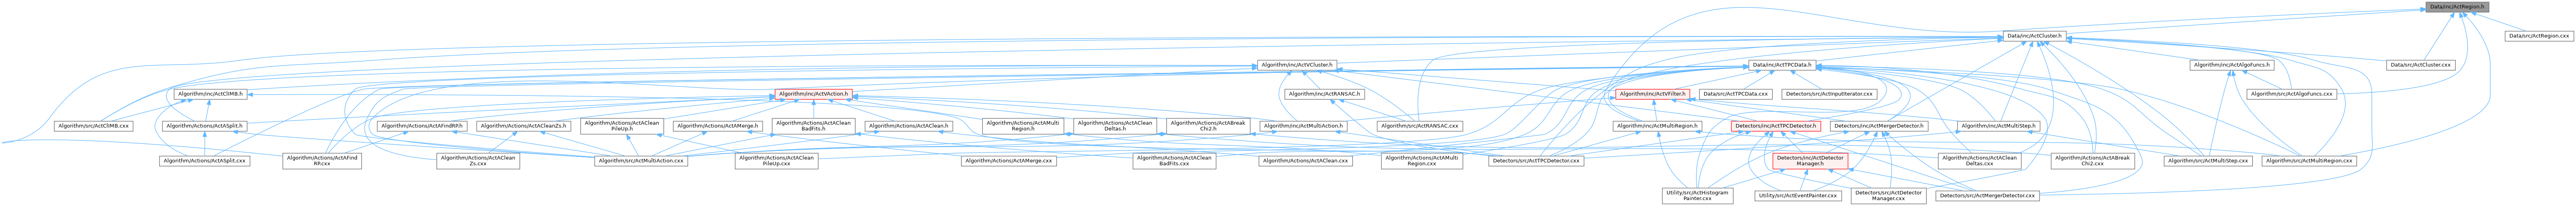 Data/inc/ActRegion.h
Data/inc/ActCluster.h
Data/src/ActRegion.cxx
Algorithm/inc/ActVCluster.h
Data/inc/ActTPCData.h
Algorithm/inc/ActAlgoFuncs.h
Data/src/ActCluster.cxx
Algorithm/inc/ActCliMB.h
Algorithm/inc/ActVAction.h
Algorithm/inc/ActRANSAC.h
Algorithm/inc/ActVFilter.h
Data/src/ActTPCData.cxx
Detectors/src/ActInputIterator.cxx
Algorithm/src/ActAlgoFuncs.cxx
Algorithm/src/ActCliMB.cxx
Algorithm/Actions/ActASplit.h
Algorithm/Actions/ActAFindRP.h
Algorithm/Actions/ActACleanZs.h
Algorithm/Actions/ActAClean
PileUp.h
Algorithm/Actions/ActAMerge.h
Algorithm/Actions/ActAClean
BadFits.h
Algorithm/Actions/ActAClean.h
Algorithm/Actions/ActAMulti
Region.h
Algorithm/Actions/ActAClean
Deltas.h
Algorithm/Actions/ActABreak
Chi2.h
Algorithm/inc/ActMultiAction.h
Algorithm/src/ActRANSAC.cxx
Algorithm/inc/ActMultiRegion.h
Detectors/inc/ActTPCDetector.h
Detectors/inc/ActMergerDetector.h
Algorithm/inc/ActMultiStep.h
Algorithm/Actions/ActASplit.cxx
Algorithm/Actions/ActAFind
RP.cxx
Algorithm/Actions/ActAClean
Zs.cxx
Algorithm/src/ActMultiAction.cxx
Algorithm/Actions/ActAClean
PileUp.cxx
Algorithm/Actions/ActAMerge.cxx
Algorithm/Actions/ActAClean
BadFits.cxx
Algorithm/Actions/ActAClean.cxx
Algorithm/Actions/ActAMulti
Region.cxx
Detectors/src/ActTPCDetector.cxx
Detectors/inc/ActDetector
Manager.h
Algorithm/Actions/ActAClean
Deltas.cxx
Algorithm/Actions/ActABreak
Chi2.cxx
Algorithm/src/ActMultiStep.cxx
Algorithm/src/ActMultiRegion.cxx
Utility/src/ActHistogram
Painter.cxx
Utility/src/ActEventPainter.cxx
Detectors/src/ActDetector
Manager.cxx
Detectors/src/ActMergerDetector.cxx